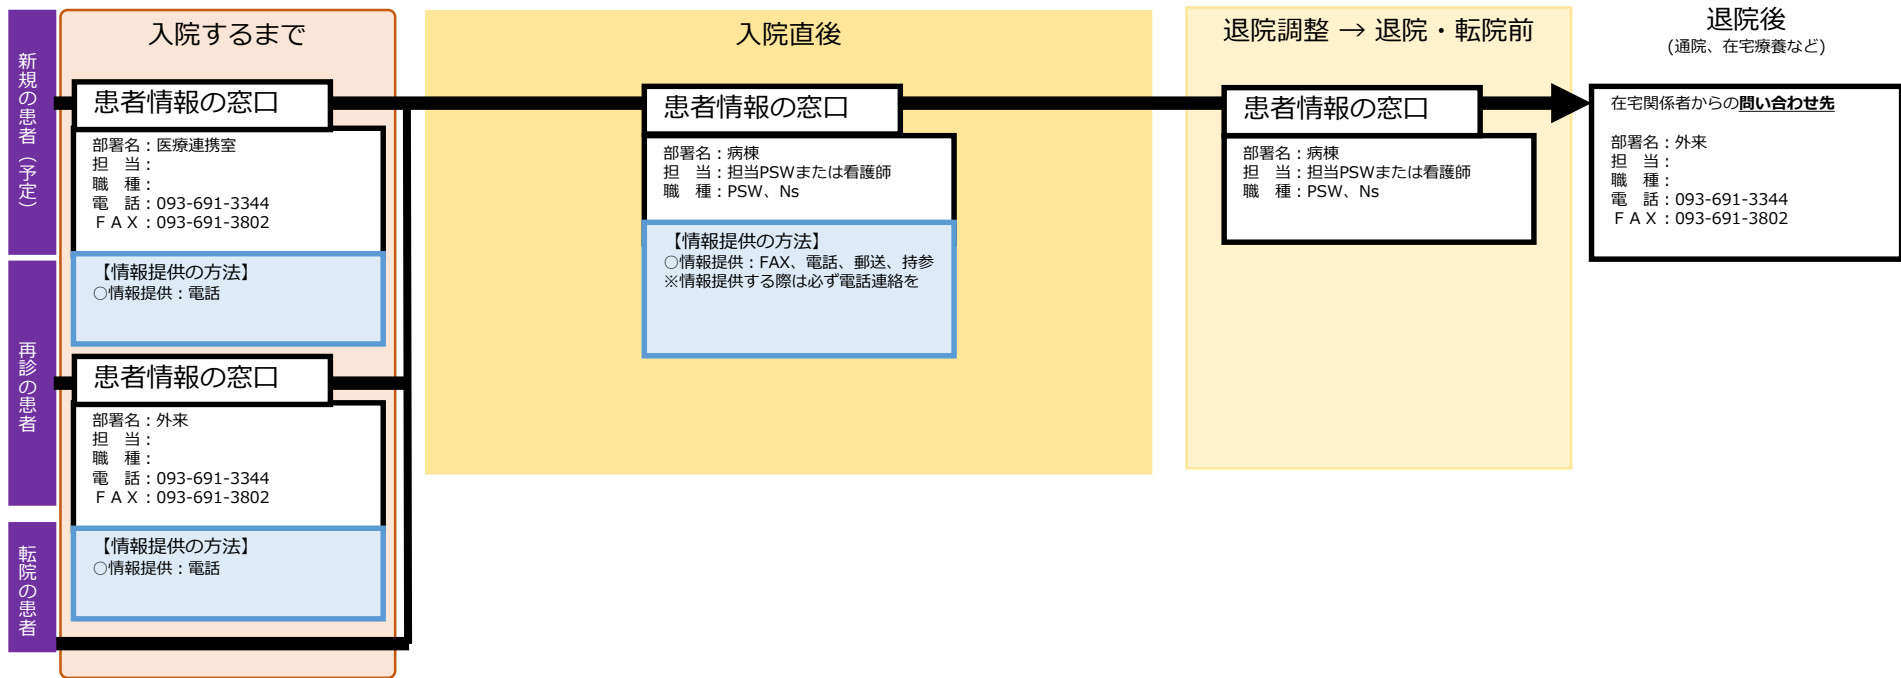 新規の患者（予定）
再診の患者
転院の患者
入院するまで
患者情報の窓口
部署名：医療連携室
担　当：
職　種：
電　話：093-691-3344
ＦＡＸ：093-691-3802
【情報提供の方法】
○情報提供：電話
患者情報の窓口
部署名：外来
担　当：
職　種：
電　話：093-691-3344
ＦＡＸ：093-691-3802
【情報提供の方法】
○情報提供：電話
入院直後
患者情報の窓口
部署名：病棟
担　当：担当PSWまたは看護師
職　種：PSW、Ns
【情報提供の方法】
○情報提供：FAX、電話、郵送、持参
※情報提供する際は必ず電話連絡を
退院調整 → 退院・転院前
患者情報の窓口
部署名：病棟
担　当：担当PSWまたは看護師
職　種：PSW、Ns
退院後
(通院、在宅療養など)
在宅関係者からの問い合わせ先
部署名：外来
担　当：
職　種：
電　話：093-691-3344
ＦＡＸ：093-691-3802